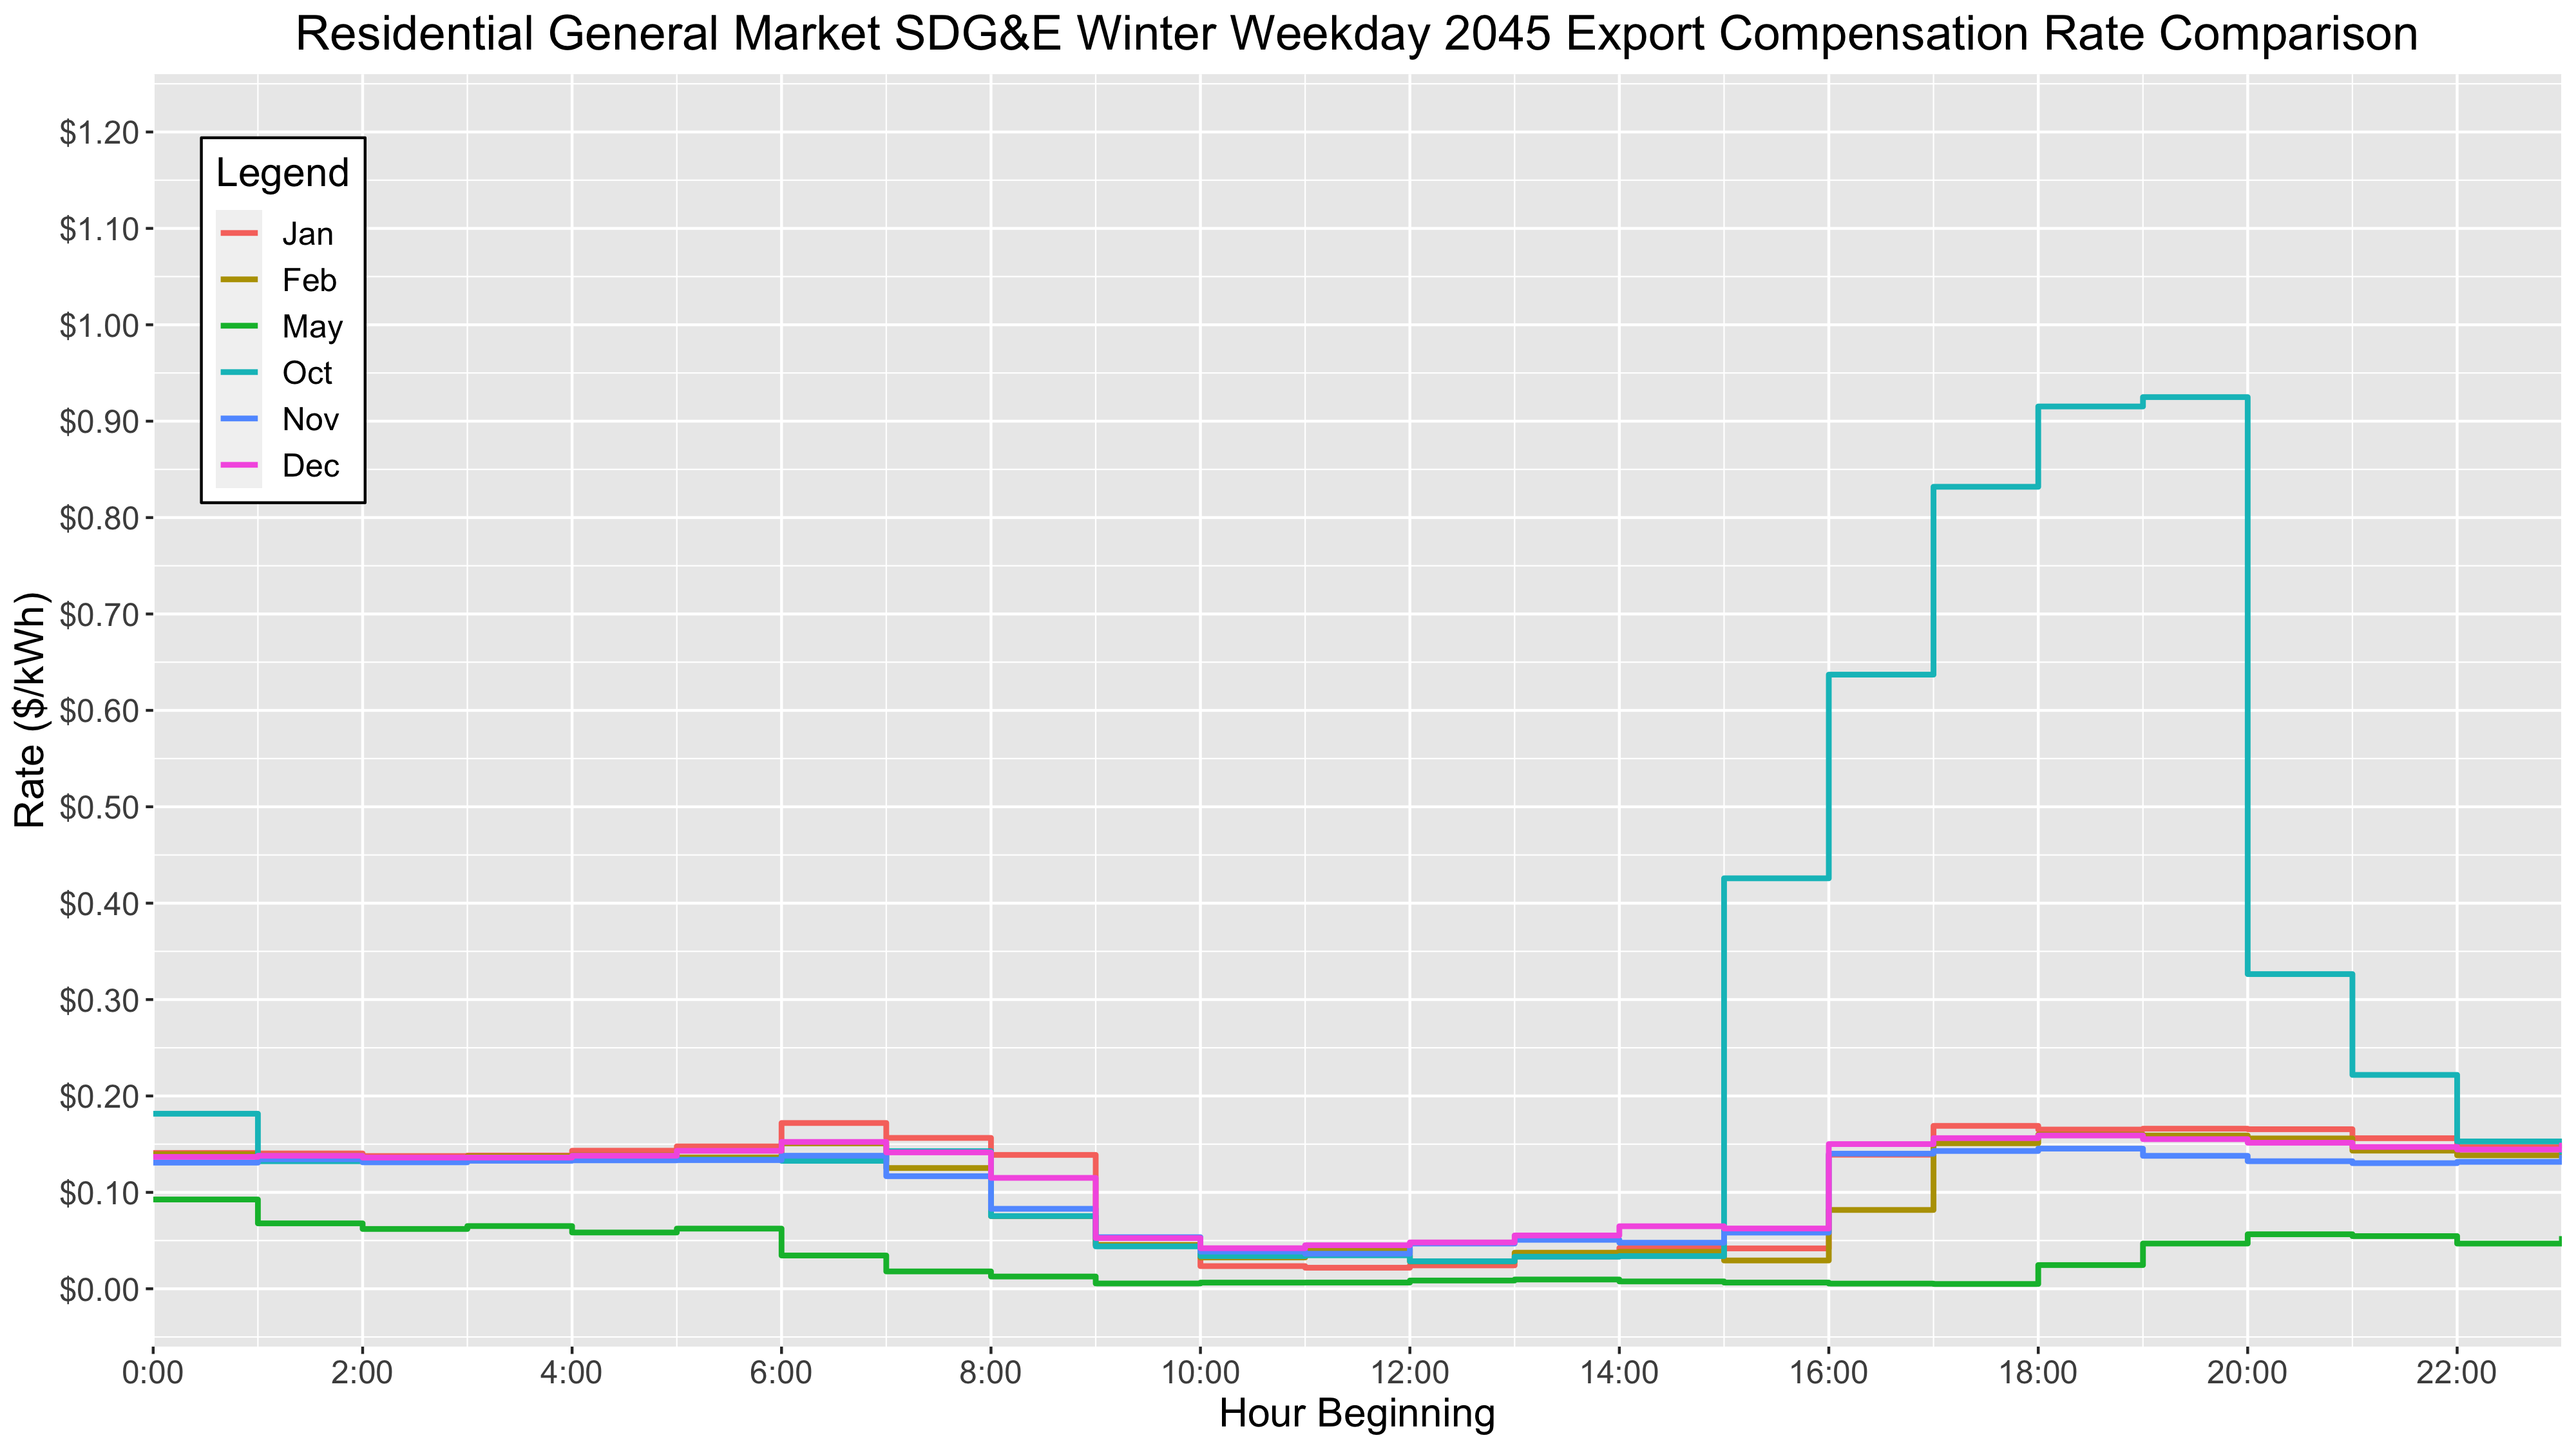 Residential General Market SDG&E Winter Weekday 2045 Export Compensation Rate Comparison
Legend
Jan
Feb
May
Oct
Nov
Dec
Rate ($/kWh)
$1.20
$1.10
$1.00
$0.90
$0.80
$0.70
$0.60
$0.50
$0.40
$0.30
$0.20
$0.10
$0.00
0:00 2:00 4:00 6:00 8:00 10:00 12:00 14:00 16:00 18:00 20:00 22:00
Hour Beginning